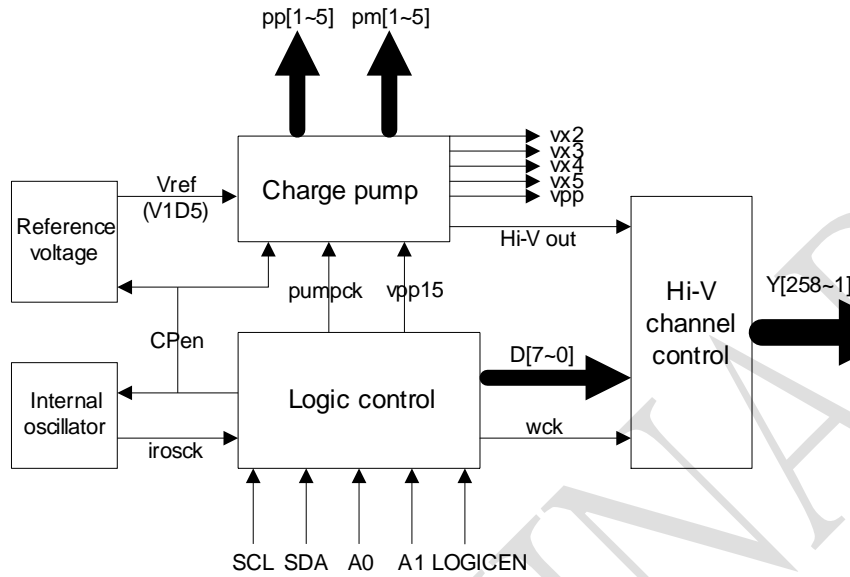 pp[1~5]
pm[1~5]
vx2
vx3
vx4
vx5
vpp
Charge pump
Vref
(V1D5)
Reference
voltage
Hi-V out
pumpck
vpp15
CPen
Hi-V
channel
control
Y[258~1]
D[7~0]
Logic control
Internal
oscillator
irosck
wck
SCL
SDA
A0
A1
LOGICEN